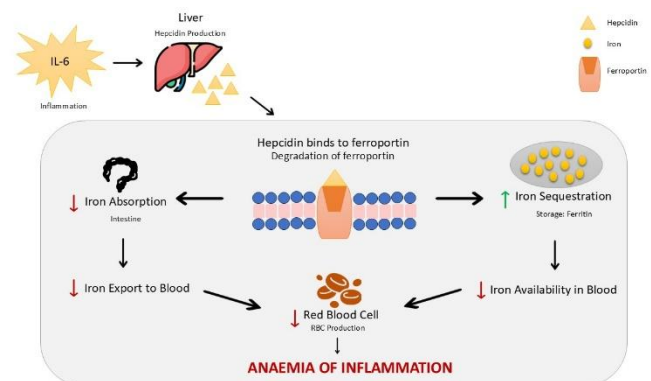 Liver
Hepcidin Production
IL-6
Inflammation
Hepcidin
Iron
Ferroportin
Hepcidin binds to ferroportin
Degradation of ferroportin
Iron Absorption
Intestine
Iron Sequestration
Storage: Ferritin
Iron Export to Blood
Iron Availability in Blood
Red Blood Cell
RBC Production
ANAEMIA OF INFLAMMATION